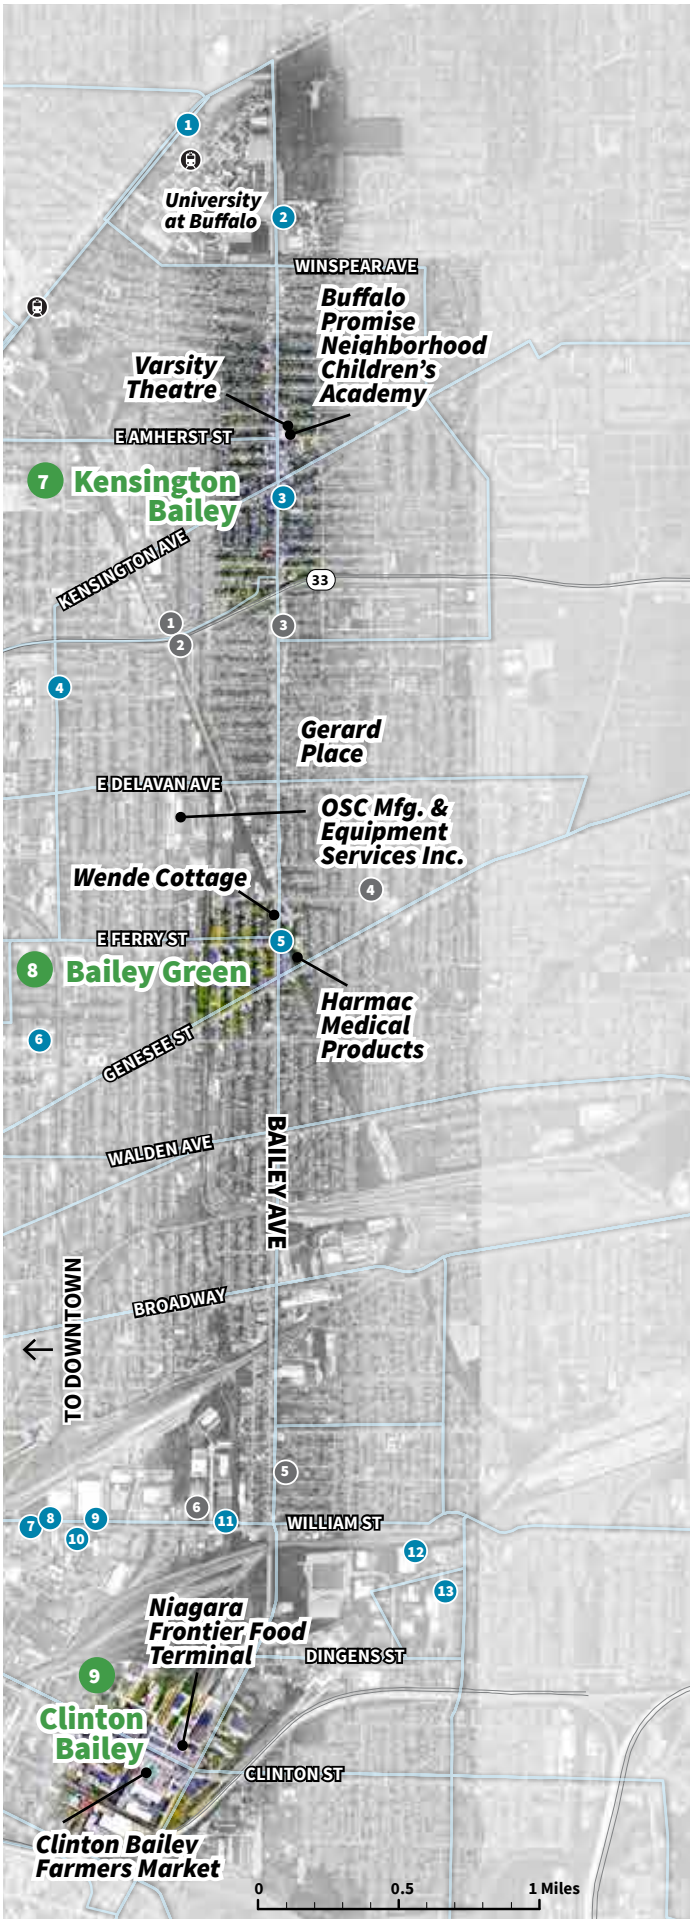 1
University
at Buffalo
2
WINSPEAR AVE
Buffalo
Promise
Neighborhood
Children's
Academy
Varsity
Theatre
E AMHERST ST
7
Kensington
Bailey
3
KENSINGTON AVE
33
1
2
3
4
Gerard
Place
E DELAVAN AVE
OSC Mfg. &
Equipment
Services Inc.
Wende Cottage
4
E FERRY ST
5
8
Bailey Green
Harmac
Medical
Products
6
GENESEE ST
BAILEY AVE
WALDEN AVE
TO DOWNTOWN
BROADWAY
5
6
7
8
9
10
11
WILLIAM ST
12
13
Niagara
Frontier Food
Terminal
DINGENS ST
9
Clinton
Bailey
CLINTON ST
Clinton Bailey
Farmers Market
0
0.5
1 Miles